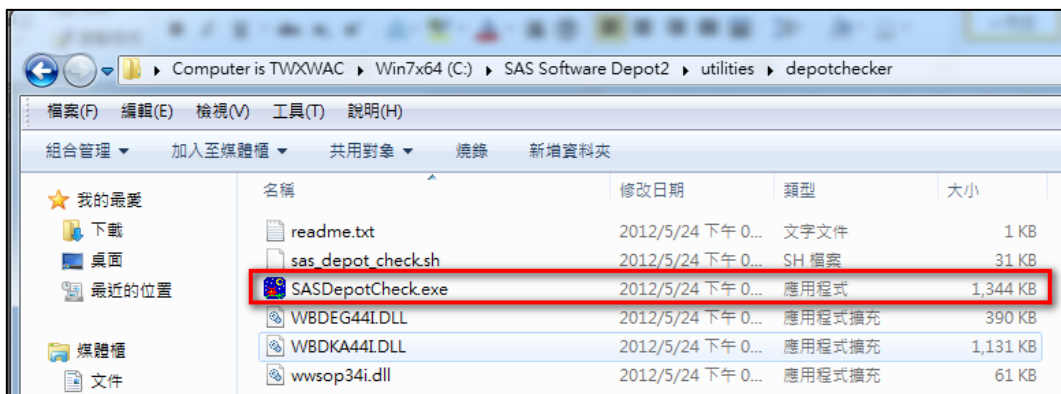 Computer is TWXWAC ▸ Win7x64 (C:) ▸ SAS Software Depot2 ▸ utilities ▸ depotchecker
檔案(F) 編輯(E) 檢視(V) 工具(T) 說明(H)
組合管理 加入至媒體櫃 共用對象 燒錄 新增資料夾
我的最愛
下載
桌面
最近的位置
媒體櫃
文件
名稱 修改日期 類型 大小
readme.txt 2012/5/24 下午 0... 文字文件 1 KB
sas_depot_check.sh 2012/5/24 下午 0... SH 檔案 31 KB
SASDepotCheck.exe 2012/5/24 下午 0... 應用程式 1,344 KB
WBDEG44I.DLL 2012/5/24 下午 0... 應用程式擴充 390 KB
WBDKA44I.DLL 2012/5/24 下午 0... 應用程式擴充 1,131 KB
wwsop34i.dll 2012/5/24 下午 0... 應用程式擴充 61 KB